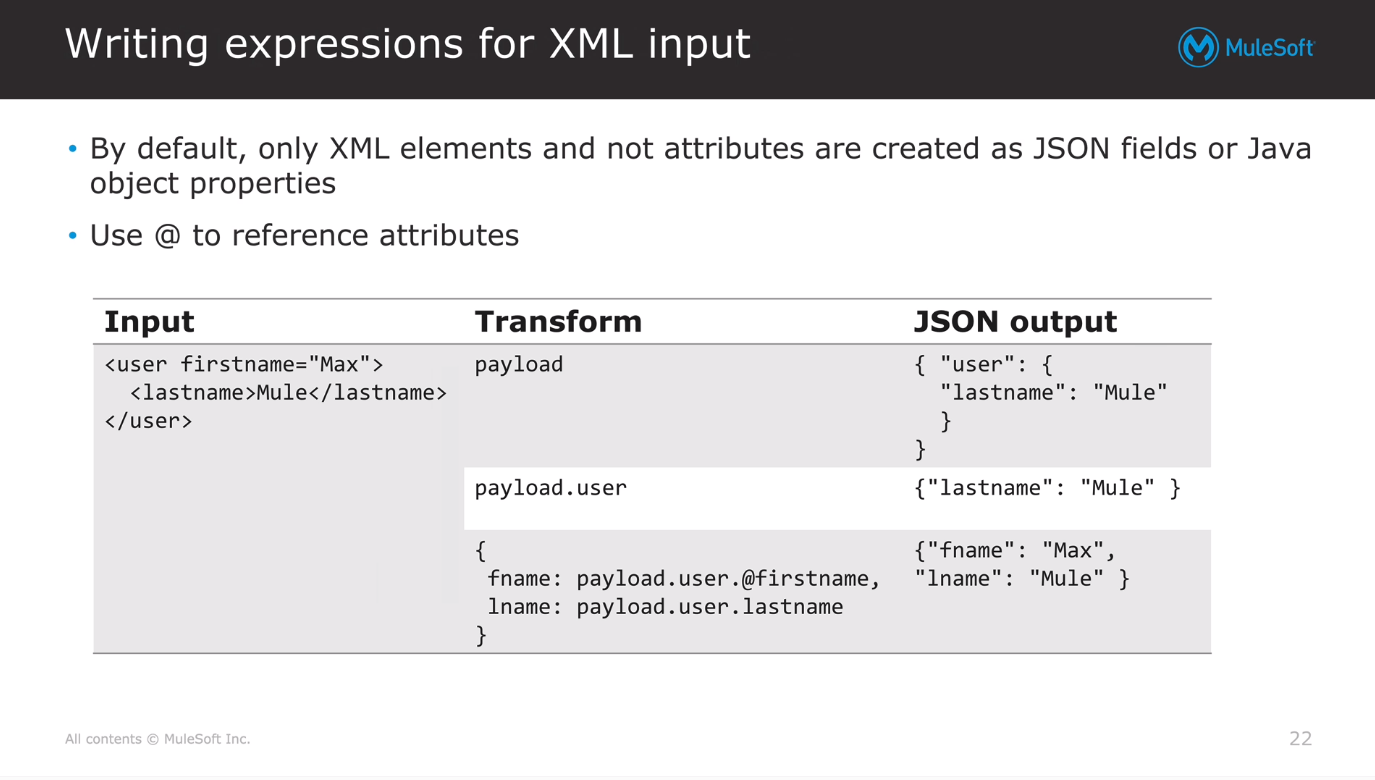 Writing expressions for XML input
MuleSoft
• By default, only XML elements and not attributes are created as JSON fields or Java
object properties
• Use @ to reference attributes
Input Transform JSON output
<user firstname="Max">
  <lastname>Mule</lastname>
</user>
payload
{ "user": {
  "lastname": "Mule"
  }
}
payload.user
{"lastname": "Mule" }
{
 fname: payload.user.@firstname,
 lname: payload.user.lastname
}
{"fname": "Max",
"lname": "Mule" }
All contents © MuleSoft Inc.
22